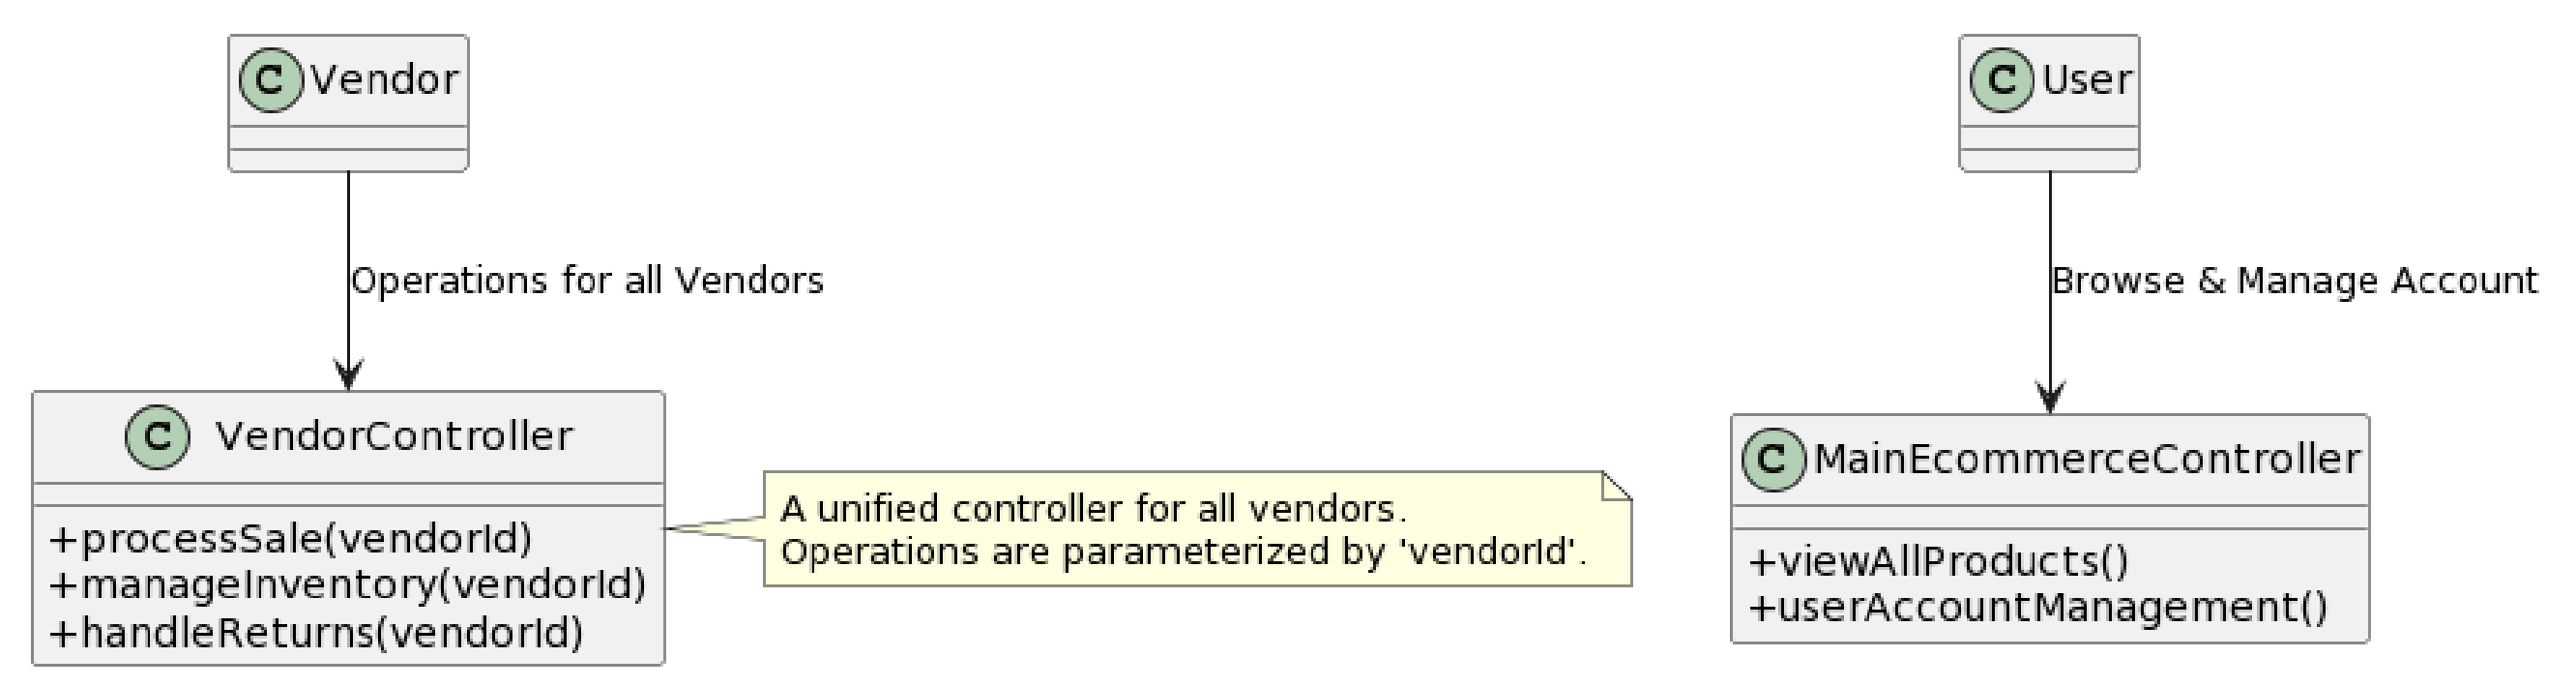 C Vendor
C User
Operations for all Vendors
Browse & Manage Account
C VendorController
+processSale(vendorId)
+manageInventory(vendorId)
+handleReturns(vendorId)
A unified controller for all vendors.
Operations are parameterized by 'vendorId'.
C MainEcommerceController
+viewAllProducts()
+userAccountManagement()